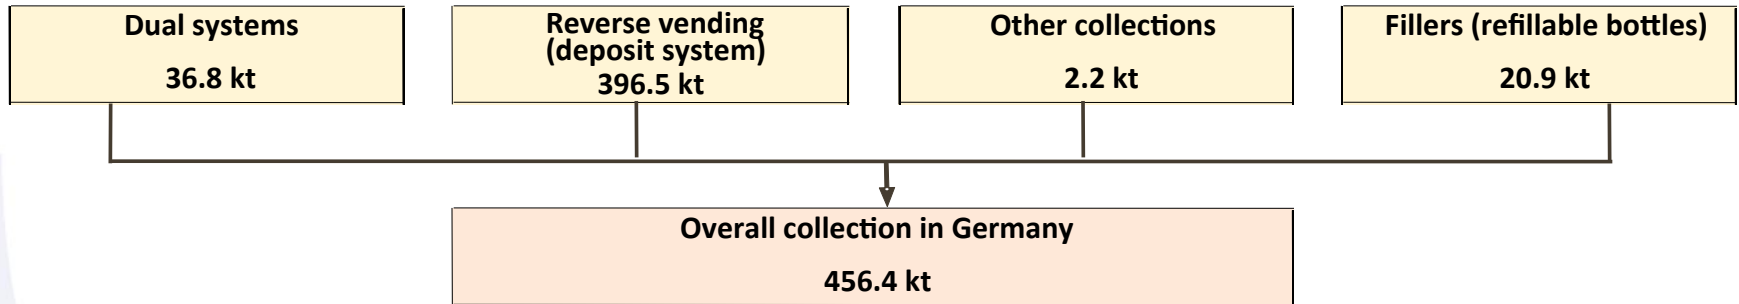 Dual systems
36.8 kt
Reverse vending
(deposit system)
396.5 kt
Other collections
2.2 kt
Fillers (refillable bottles)
20.9 kt
Overall collection in Germany
456.4 kt